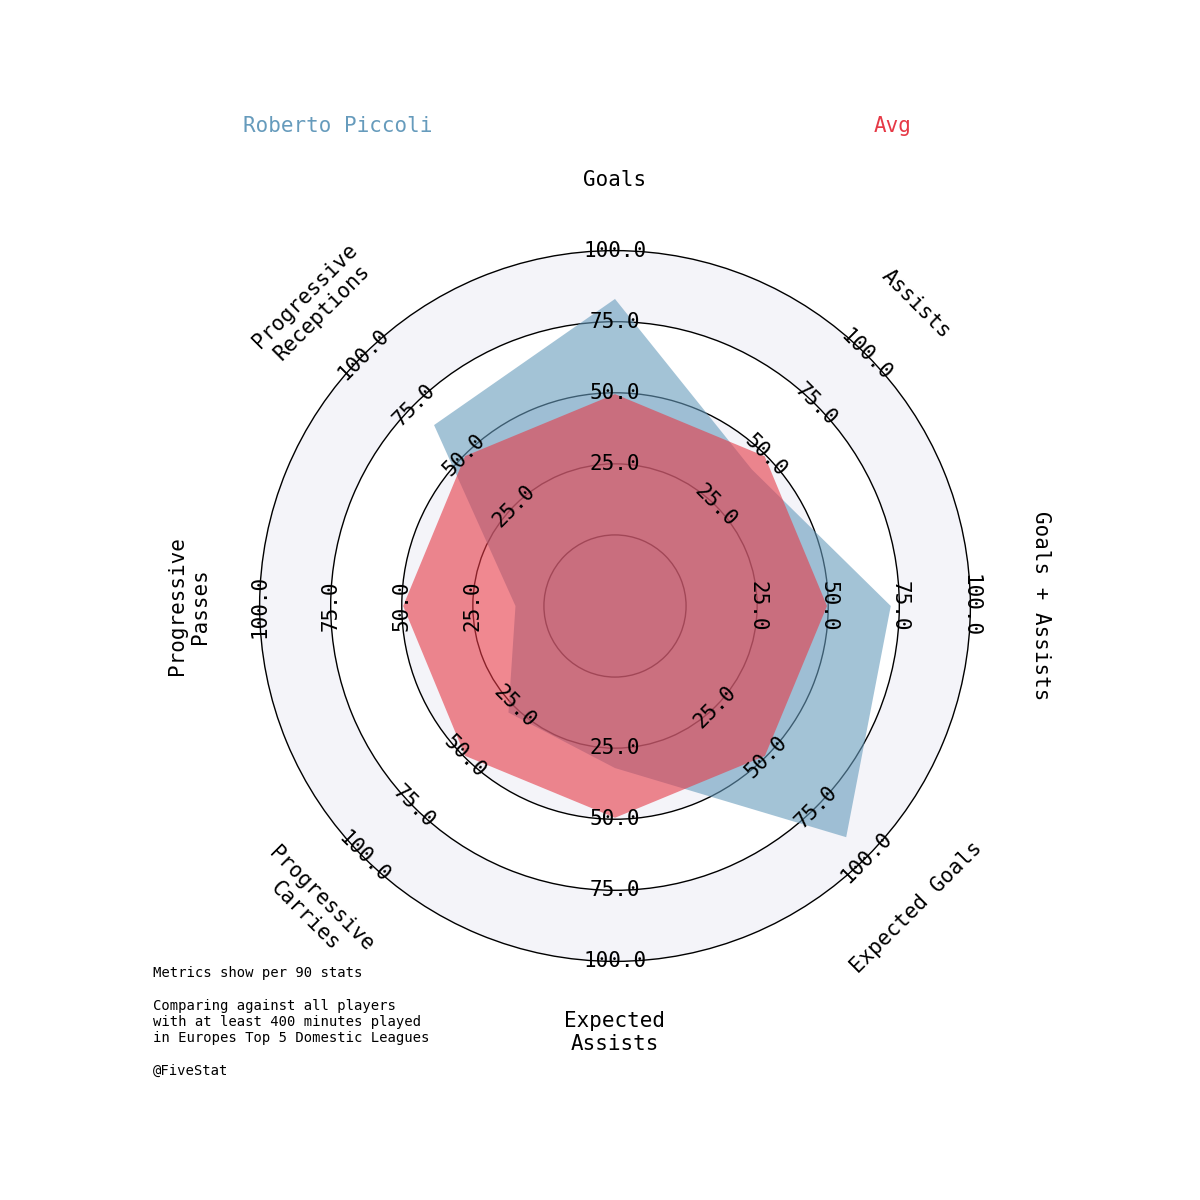 Roberto Piccoli
Avg
Goals
Assists
Goals + Assists
Expected Goals
Expected
Assists
Progressive
Carries
Progressive
Passes
Progressive
Receptions
25.0
50.0
75.0
100.0
25.0
50.0
75.0
100.0
25.0
50.0
75.0
100.0
25.0
50.0
75.0
100.0
25.0
50.0
75.0
100.0
25.0
50.0
75.0
100.0
25.0
50.0
75.0
100.0
25.0
50.0
75.0
100.0
Metrics show per 90 stats
Comparing against all players
with at least 400 minutes played
in Europes Top 5 Domestic Leagues
@FiveStat